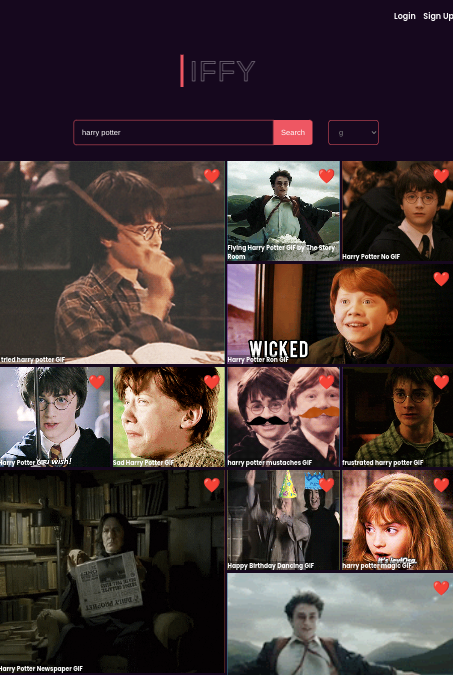 Login Sign Up
IFFY
harry potter Search g
Flying Harry Potter GIF by The Story
Room
Harry Potter No GIF
WICKED
tried harry potter GIF
Harry Potter Ron GIF
you wish!
Harry Potter GIF
Sad Harry Potter GIF
harry potter mustaches GIF
frustrated harry potter GIF
Happy Birthday Dancing GIF
harry potter magic GIF
Harry Potter Newspaper GIF